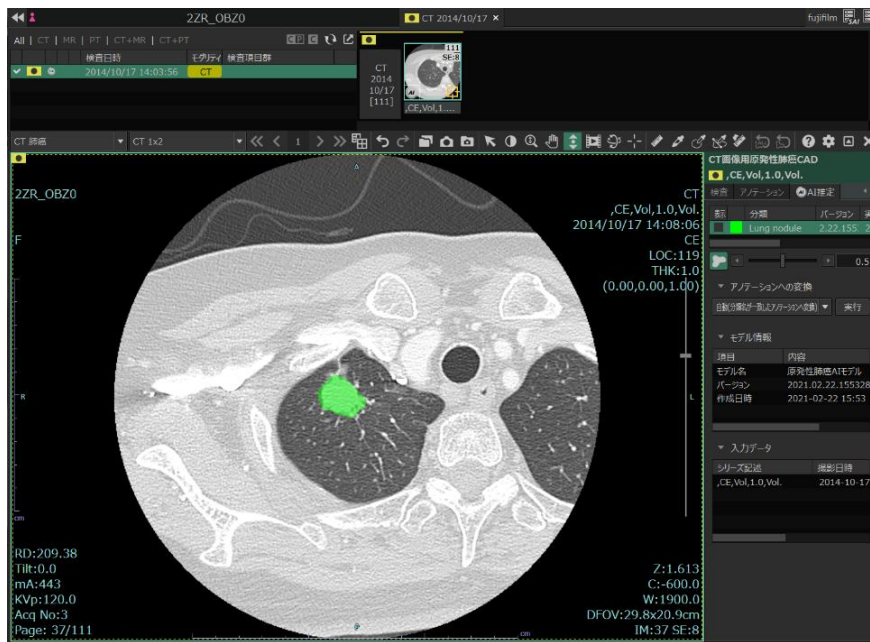 2ZR_OBZ0
CT 2014/10/17 ×
fujifilm
All | CT | MR | PT | CT+MR | CT+PT
検査日時 モダリティ 検査項目群
2014/10/17 14:03:56 CT
CT
2014
10/17
[111]
111
SE:8
AI
,CE,Vol,1....
CT 肺癌
CT 1x2
1
2ZR_OBZ0
F
CT
,CE,Vol,1.0,Vol.
2014/10/17 14:08:06
CE
LOC:119
THK:1.0
(0.00,0.00,1.00)
R
L
cm
RD:209.38
Tilt:0.0
mA:443
KVp:120.0
Acq No:3
Page: 37/111
Z:1.613
C:-600.0
W:1900.0
DFOV:29.8x20.9cm
IM:37 SE:8
cm
CT画像用原発性肺癌CAD
,CE,Vol,1.0,Vol.
検査 アノテーション AI推定
表示 分類 バージョン
Lung nodule 2.22.155
0.5
アノテーションへの変換
実行
モデル情報
項目 内容
モデル名 原発性肺癌AIモデル
バージョン 2021.02.22.155328
作成日時 2021-02-22 15:53
入力データ
シリーズ記述 撮影日時
,CE,Vol,1.0,Vol. 2014-10-17